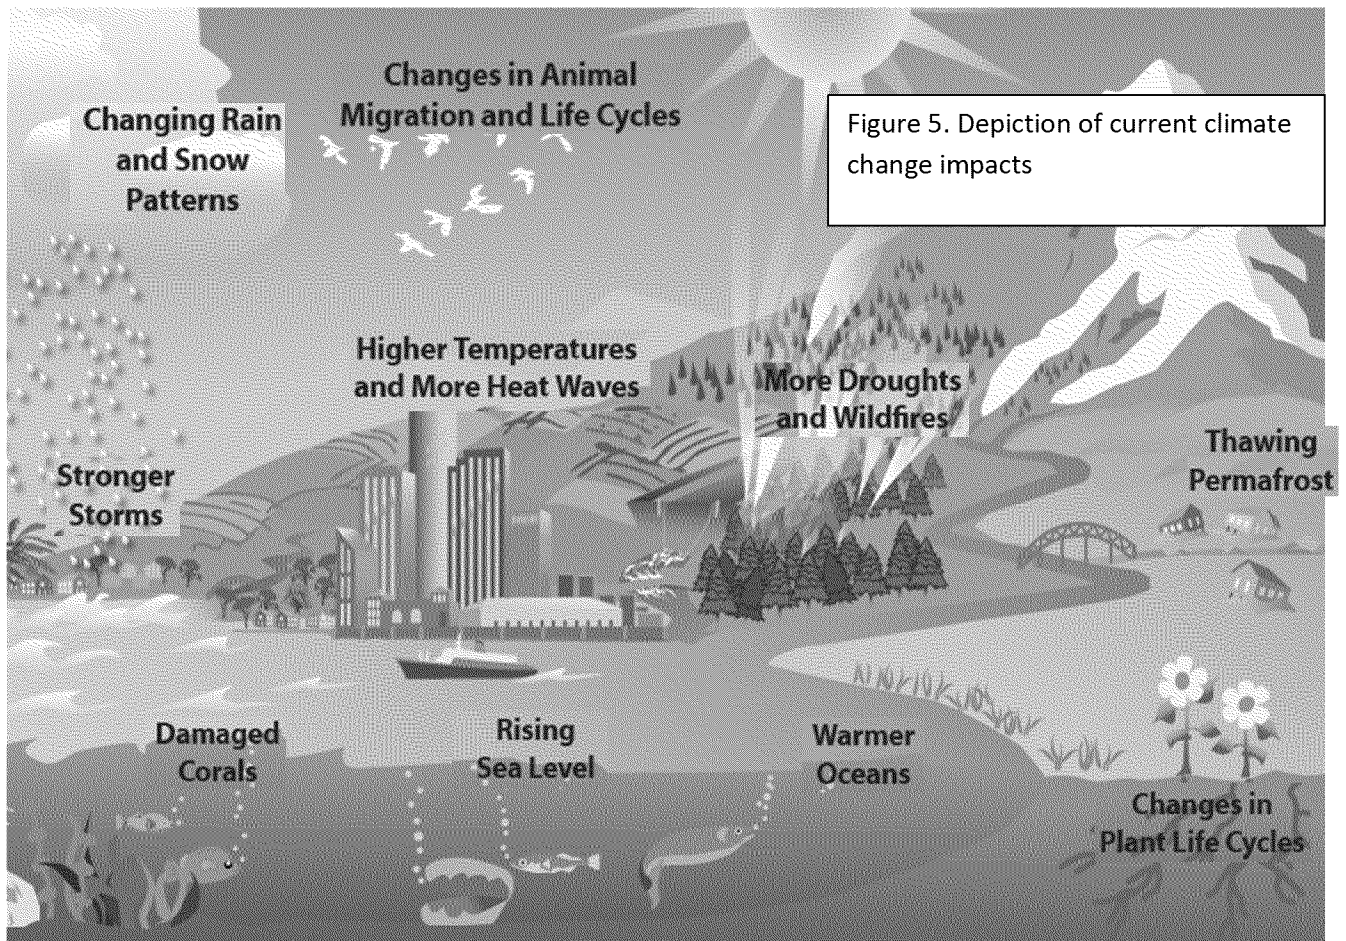 Changes in Animal
Migration and Life Cycles
Changing Rain
and Snow
Patterns
Figure 5. Depiction of current climate
change impacts
Higher Temperatures
and More Heat Waves
More Droughts
and Wildfires
Thawing
Permafrost
Stronger
Storms
Damaged
Corals
Rising
Sea Level
Warmer
Oceans
Changes in
Plant Life Cycles